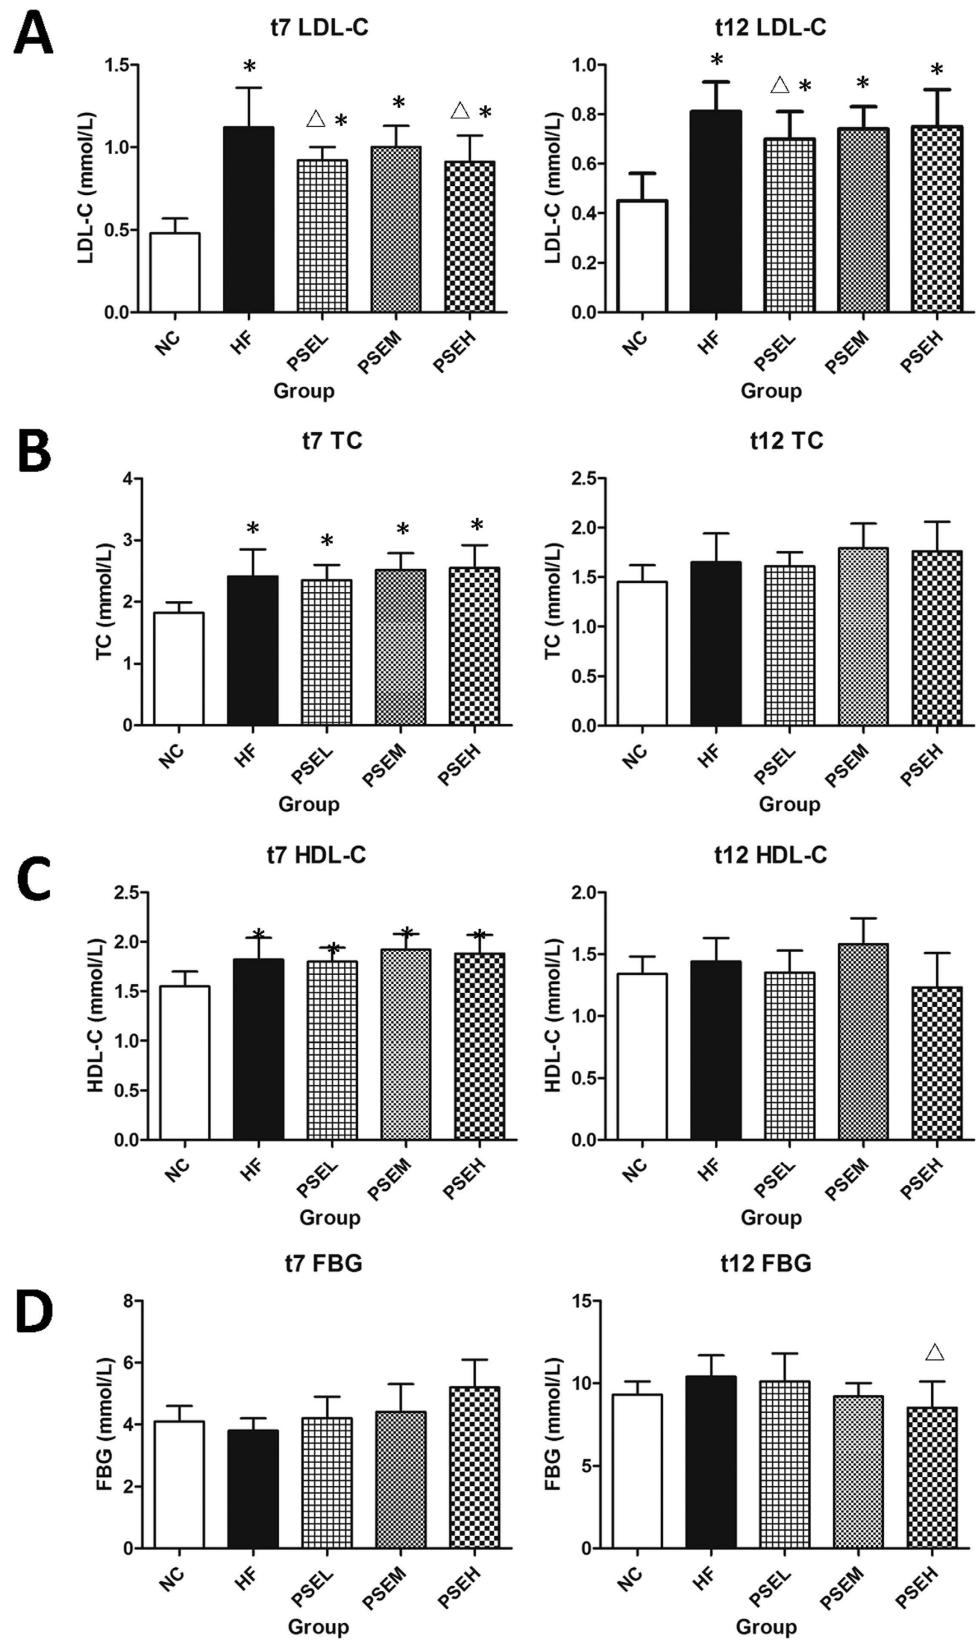 A
t7 LDL-C
1.5
1.0
0.5
0.0
LDL-C (mmol/L)
*
△ *
*
△ *
NC HF PSEL PSEM PSEH
Group
t12 LDL-C
1.0
0.8
0.6
0.4
0.2
0.0
LDL-C (mmol/L)
*
△ *
*
*
NC HF PSEL PSEM PSEH
Group
B
t7 TC
4
3
2
1
0
TC (mmol/L)
*
*
*
*
NC HF PSEL PSEM PSEH
Group
t12 TC
2.5
2.0
1.5
1.0
0.5
0.0
TC (mmol/L)
NC HF PSEL PSEM PSEH
Group
C
t7 HDL-C
2.5
2.0
1.5
1.0
0.5
0.0
HDL-C (mmol/L)
*
*
*
*
NC HF PSEL PSEM PSEH
Group
t12 HDL-C
2.0
1.5
1.0
0.5
0.0
HDL-C (mmol/L)
NC HF PSEL PSEM PSEH
Group
D
t7 FBG
8
6
4
2
0
FBG (mmol/L)
NC HF PSEL PSEM PSEH
Group
t12 FBG
15
10
5
0
FBG (mmol/L)
△
NC HF PSEL PSEM PSEH
Group